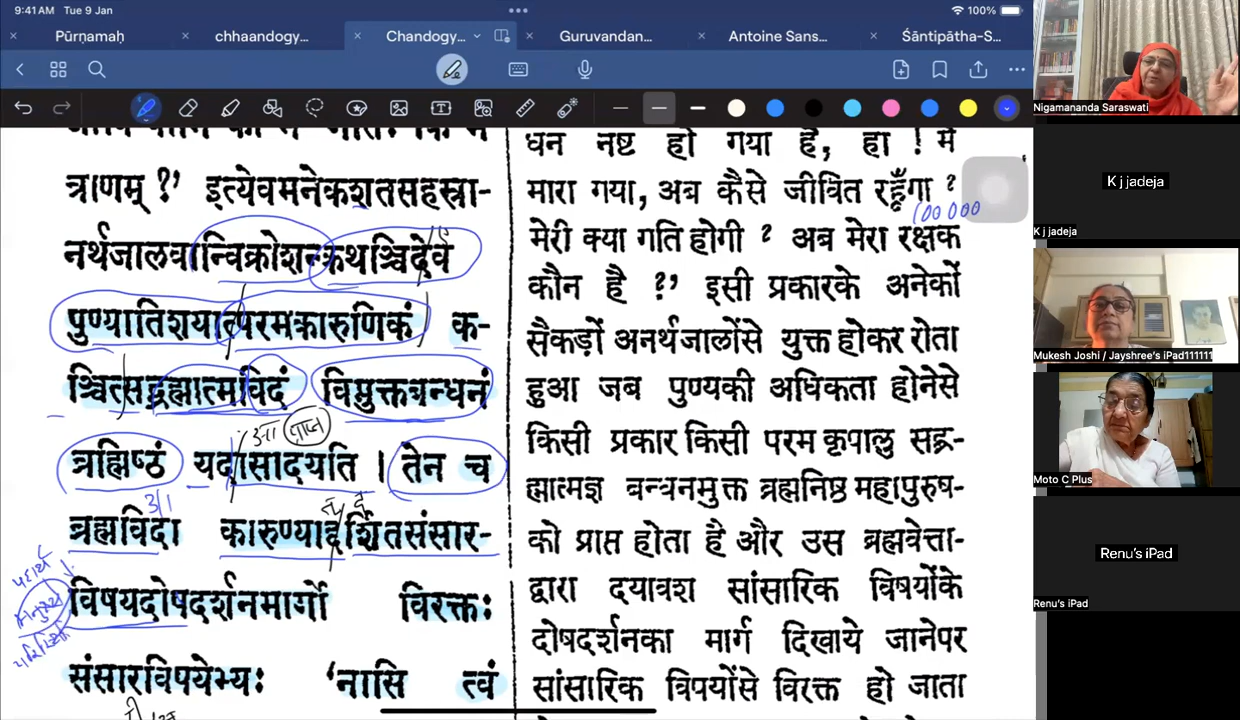 9:41 AM Tue 9 Jan
100%
Pūrṇamaḥ
chhaandogy...
Chandogy...
Guruvandan...
Antoine Sans...
Śāntipātha-S...
त्राणम् ?' इत्येवमनेकशतसहस्रा-
नर्थजालवान्विक्रोशन्कथञ्चिदेव
पुण्यातिशयात्परमकारुणिकं क-
ञ्चित्सद्ब्रह्मात्मविदं विमुक्तबन्धनं
ब्रह्मिष्ठं यदासादयति । तेन च
ब्रह्मविदा कारुण्याद्दर्शितसंसार-
विषयदोषदर्शनमार्गो विरक्तः
संसारविषयेभ्यः 'नासि त्वं
धन नष्ट हो गया है, हा ! मैं
मारा गया, अब कैसे जीवित रहूँगा ?
100 000
मेरी क्या गति होगी ? अब मेरा रक्षक
कौन है ?' इसी प्रकारके अनेकों
सैकड़ों अनर्थजालोंसे युक्त होकर रोता
हुआ जब पुण्यकी अधिकता होनेसे
किसी प्रकार किसी परम कृपालु सद्ब्र-
ह्मात्मज्ञ बन्धनमुक्त ब्रह्मनिष्ठ महापुरुष-
को प्राप्त होता है और उस ब्रह्मवेत्ता-
द्वारा दयावश सांसारिक विषयोंके
दोषदर्शनका मार्ग दिखाये जानेपर
सांसारिक विषयोंसे विरक्त हो जाता
प्राप्त
3/1
पदार्थ
Nigamananda Saraswati
K j jadeja
K j jadeja
Mukesh Joshi / Jayshree's iPad111111
Moto C Plus
Renu's iPad
Renu's iPad